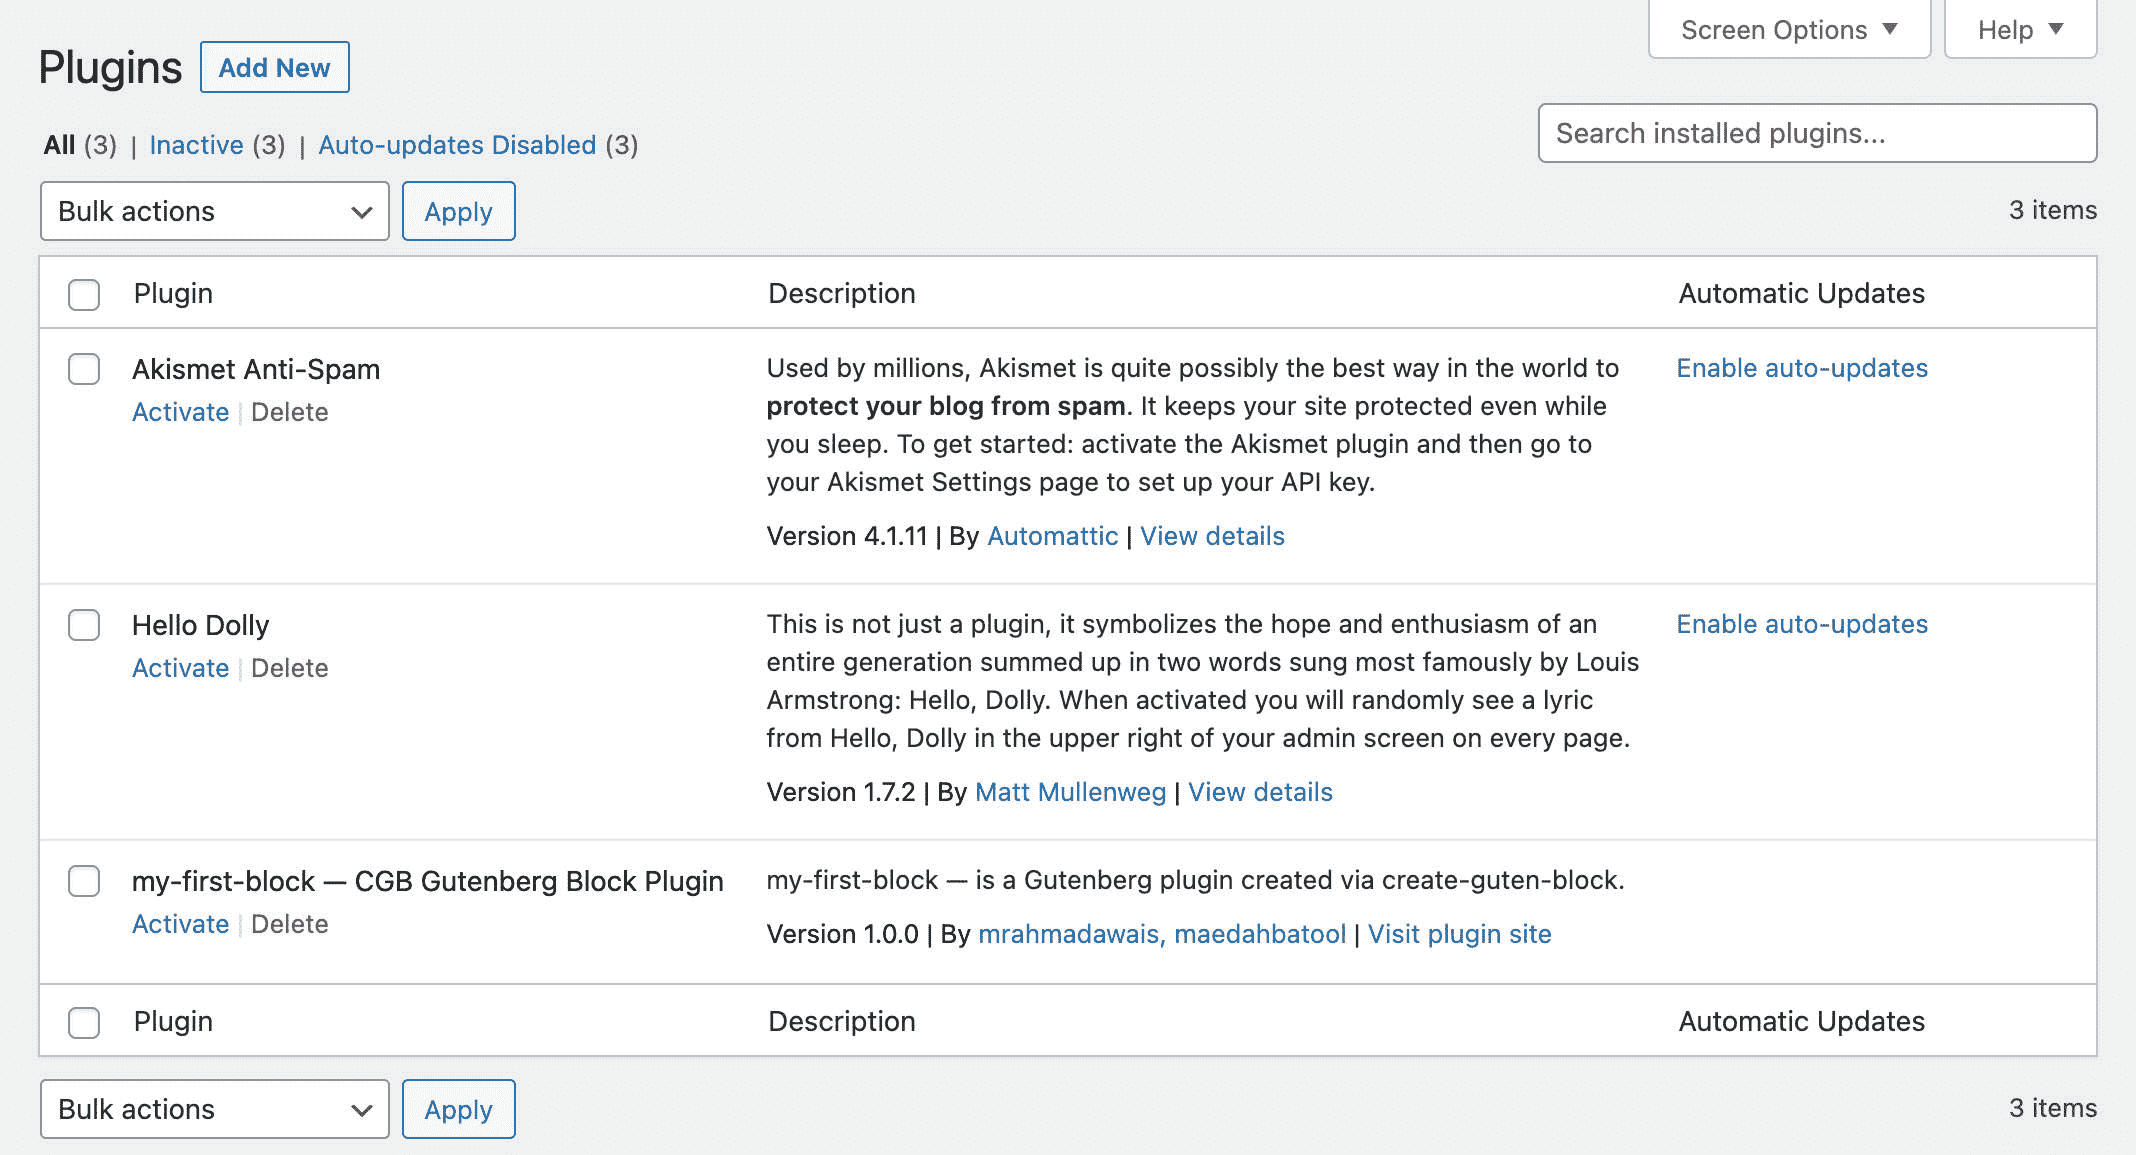 Screen Options ▼ Help ▼
Plugins Add New
All (3) | Inactive (3) | Auto-updates Disabled (3)
Search installed plugins...
Bulk actions Apply 3 items
Plugin Description Automatic Updates
Akismet Anti-Spam
Activate | Delete
Used by millions, Akismet is quite possibly the best way in the world to
protect your blog from spam. It keeps your site protected even while
you sleep. To get started: activate the Akismet plugin and then go to
your Akismet Settings page to set up your API key.
Version 4.1.11 | By Automattic | View details
Enable auto-updates
Hello Dolly
Activate | Delete
This is not just a plugin, it symbolizes the hope and enthusiasm of an
entire generation summed up in two words sung most famously by Louis
Armstrong: Hello, Dolly. When activated you will randomly see a lyric
from Hello, Dolly in the upper right of your admin screen on every page.
Version 1.7.2 | By Matt Mullenweg | View details
Enable auto-updates
my-first-block — CGB Gutenberg Block Plugin
Activate | Delete
my-first-block — is a Gutenberg plugin created via create-guten-block.
Version 1.0.0 | By mrahmadawais, maedahbatool | Visit plugin site
Plugin Description Automatic Updates
Bulk actions Apply 3 items